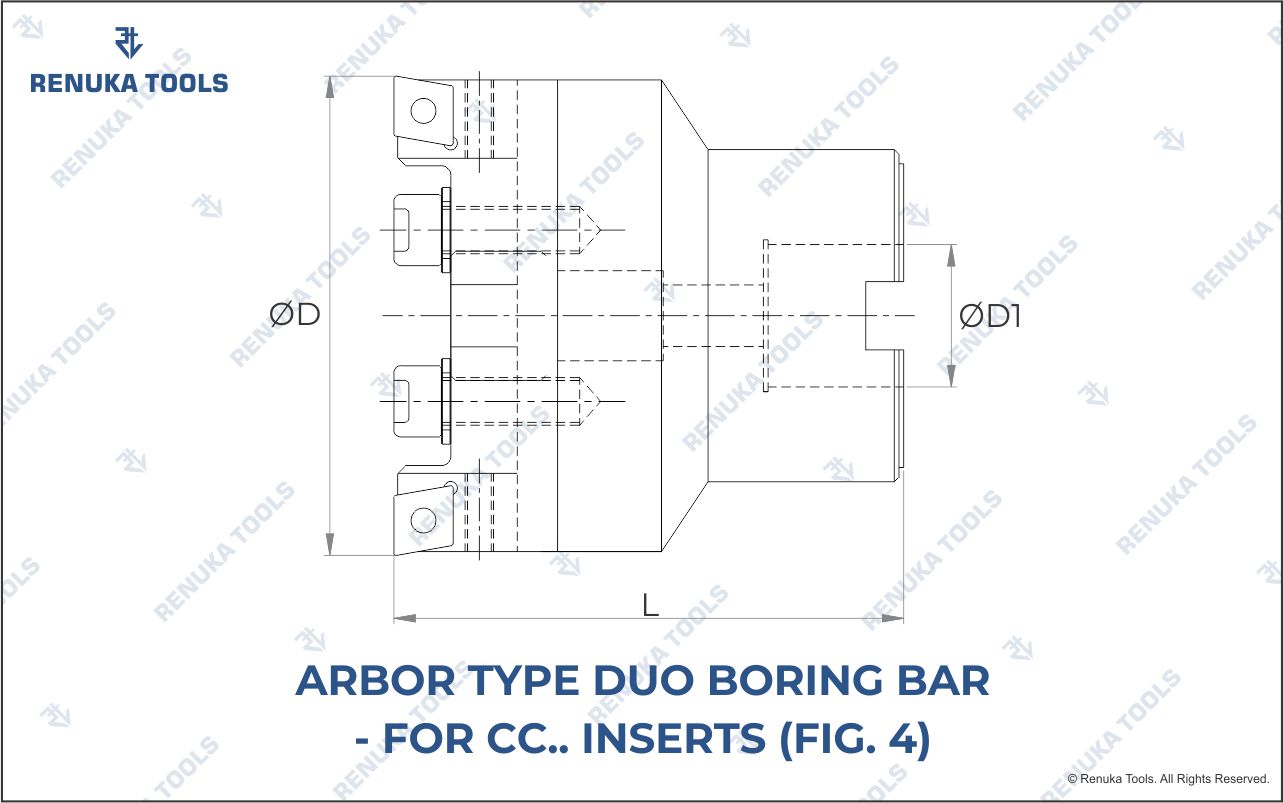 RENUKA TOOLS
ØD
ØD1
L
ARBOR TYPE DUO BORING BAR
- FOR CC.. INSERTS (FIG. 4)
© Renuka Tools. All Rights Reserved.